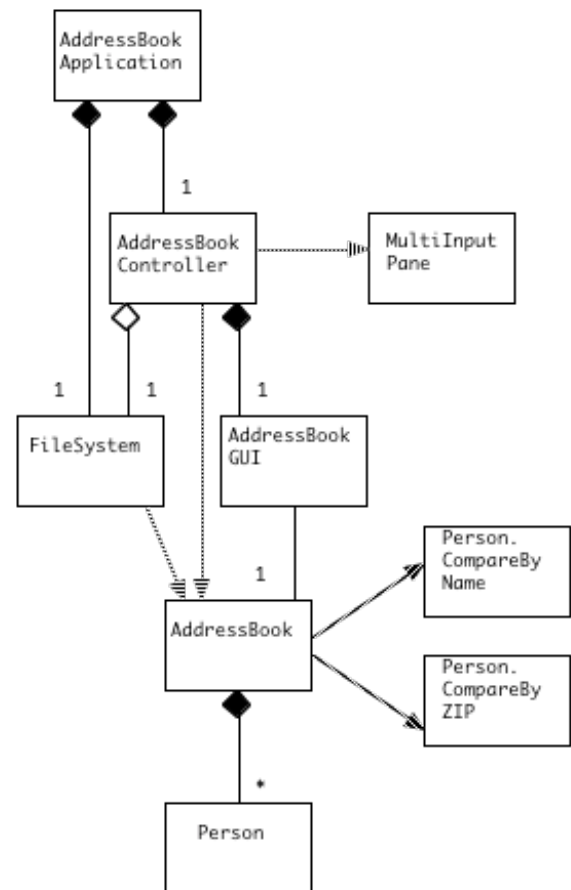 AddressBook
Application
1
AddressBook
Controller
MultiInput
Pane
1
1
1
FileSystem
AddressBook
GUI
1
AddressBook
Person.
CompareBy
Name
Person.
CompareBy
ZIP
*
Person